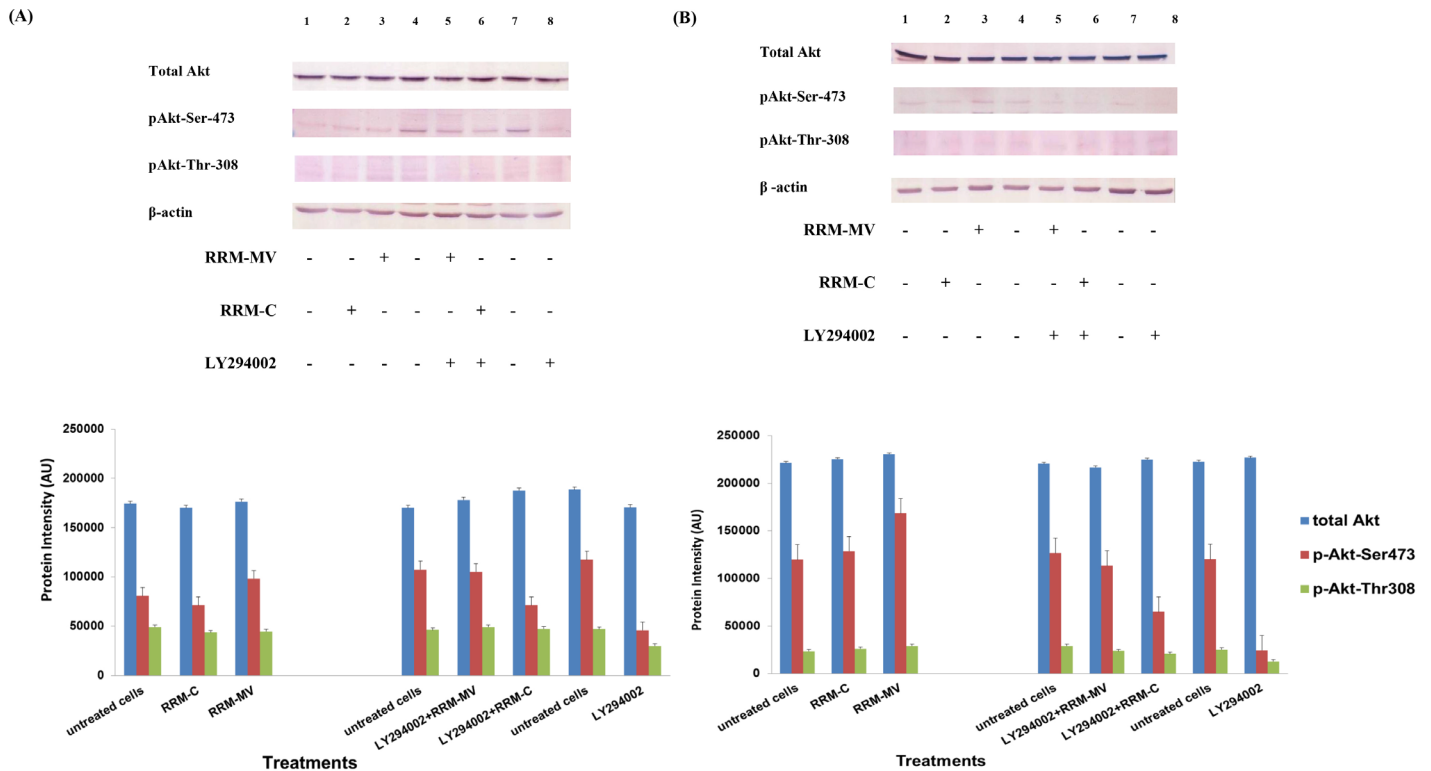 (A)
1 2 3 4 5 6 7 8
Total Akt
pAkt-Ser-473
pAkt-Thr-308
β-actin
RRM-MV - - + - + - - -
RRM-C - + - - - + - -
LY294002 - - - - + + - +
Protein Intensity (AU)
250000
200000
150000
100000
50000
0
untreated cells
RRM-C
RRM-MV
untreated cells
LY294002+RRM-MV
LY294002+RRM-C
untreated cells
LY294002
Treatments
(B)
1 2 3 4 5 6 7 8
Total Akt
pAkt-Ser-473
pAkt-Thr-308
β -actin
RRM-MV - - + - + - - -
RRM-C - + - - - + - -
LY294002 - - - - + + - +
Protein Intensity (AU)
250000
200000
150000
100000
50000
0
untreated cells
RRM-C
RRM-MV
untreated cells
LY294002+RRM-MV
LY294002+RRM-C
untreated cells
LY294002
Treatments
total Akt
p-Akt-Ser473
p-Akt-Thr308